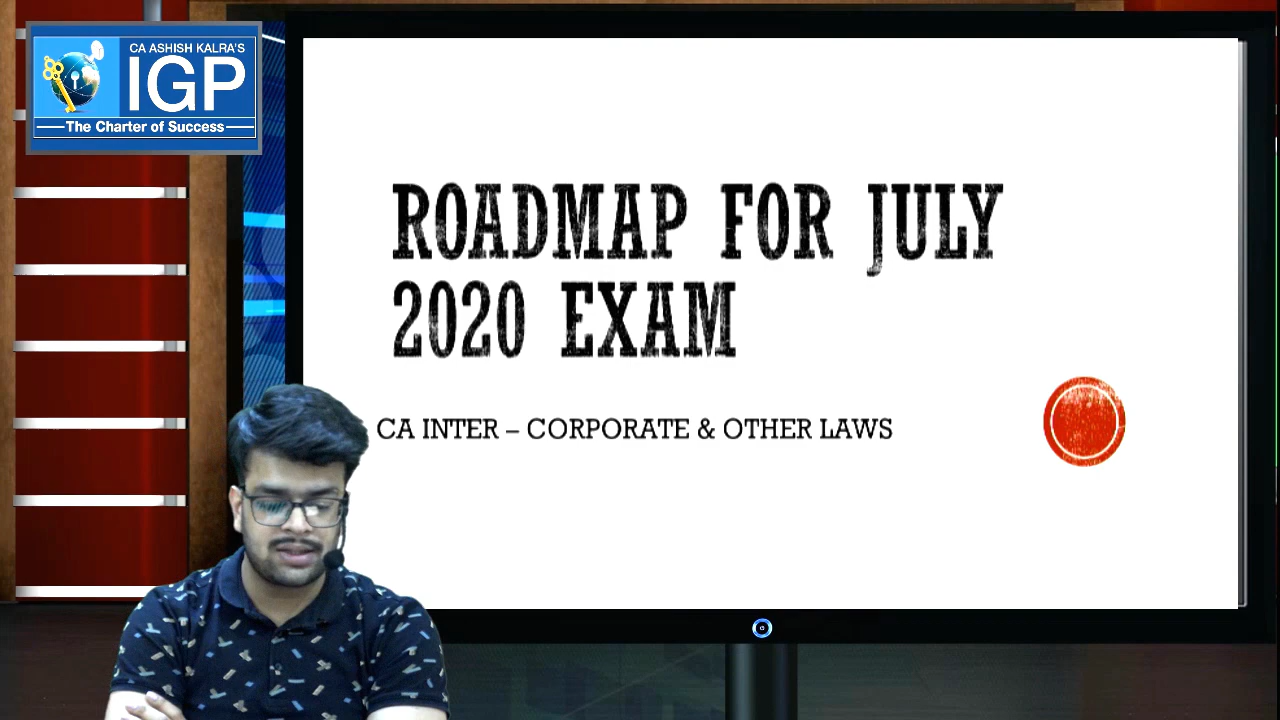 CA ASHISH KALRA'S
IGP
The Charter of Success
ROADMAP FOR JULY
2020 EXAM
CA INTER – CORPORATE & OTHER LAWS